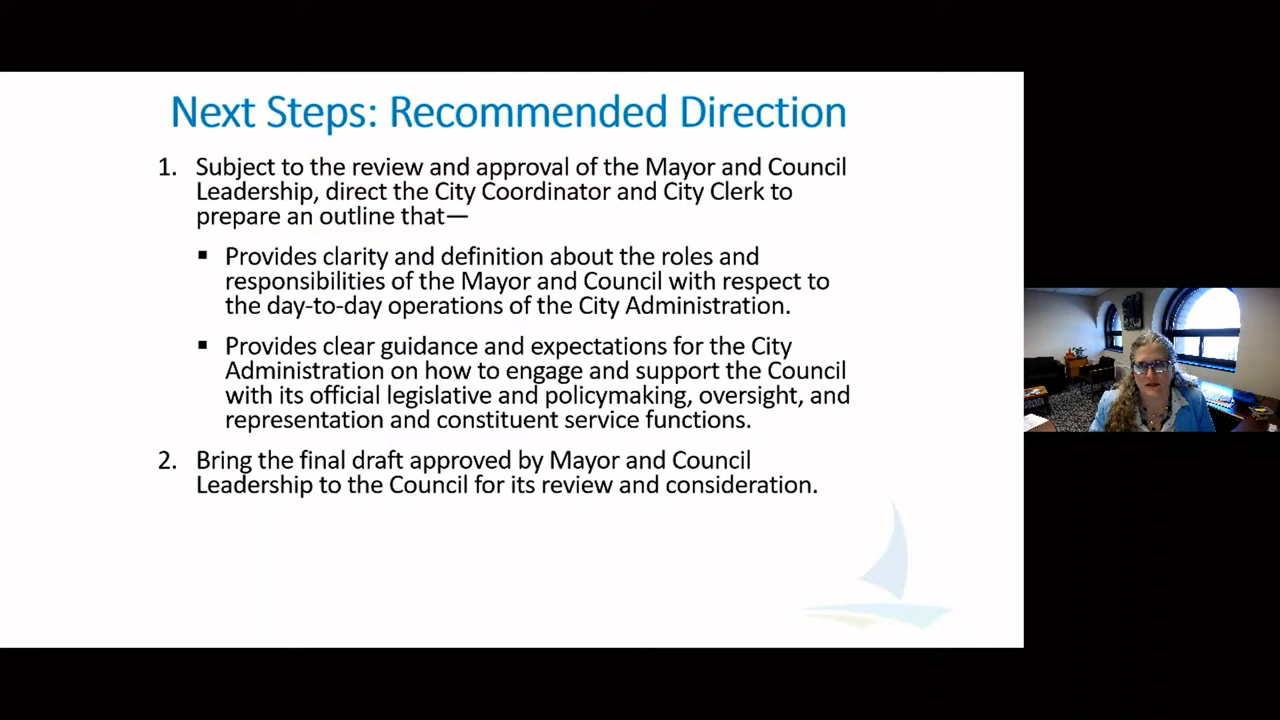 Next Steps: Recommended Direction
1. Subject to the review and approval of the Mayor and Council
Leadership, direct the City Coordinator and City Clerk to
prepare an outline that—
▪ Provides clarity and definition about the roles and
responsibilities of the Mayor and Council with respect to
the day-to-day operations of the City Administration.
▪ Provides clear guidance and expectations for the City
Administration on how to engage and support the Council
with its official legislative and policymaking, oversight, and
representation and constituent service functions.
2. Bring the final draft approved by Mayor and Council
Leadership to the Council for its review and consideration.